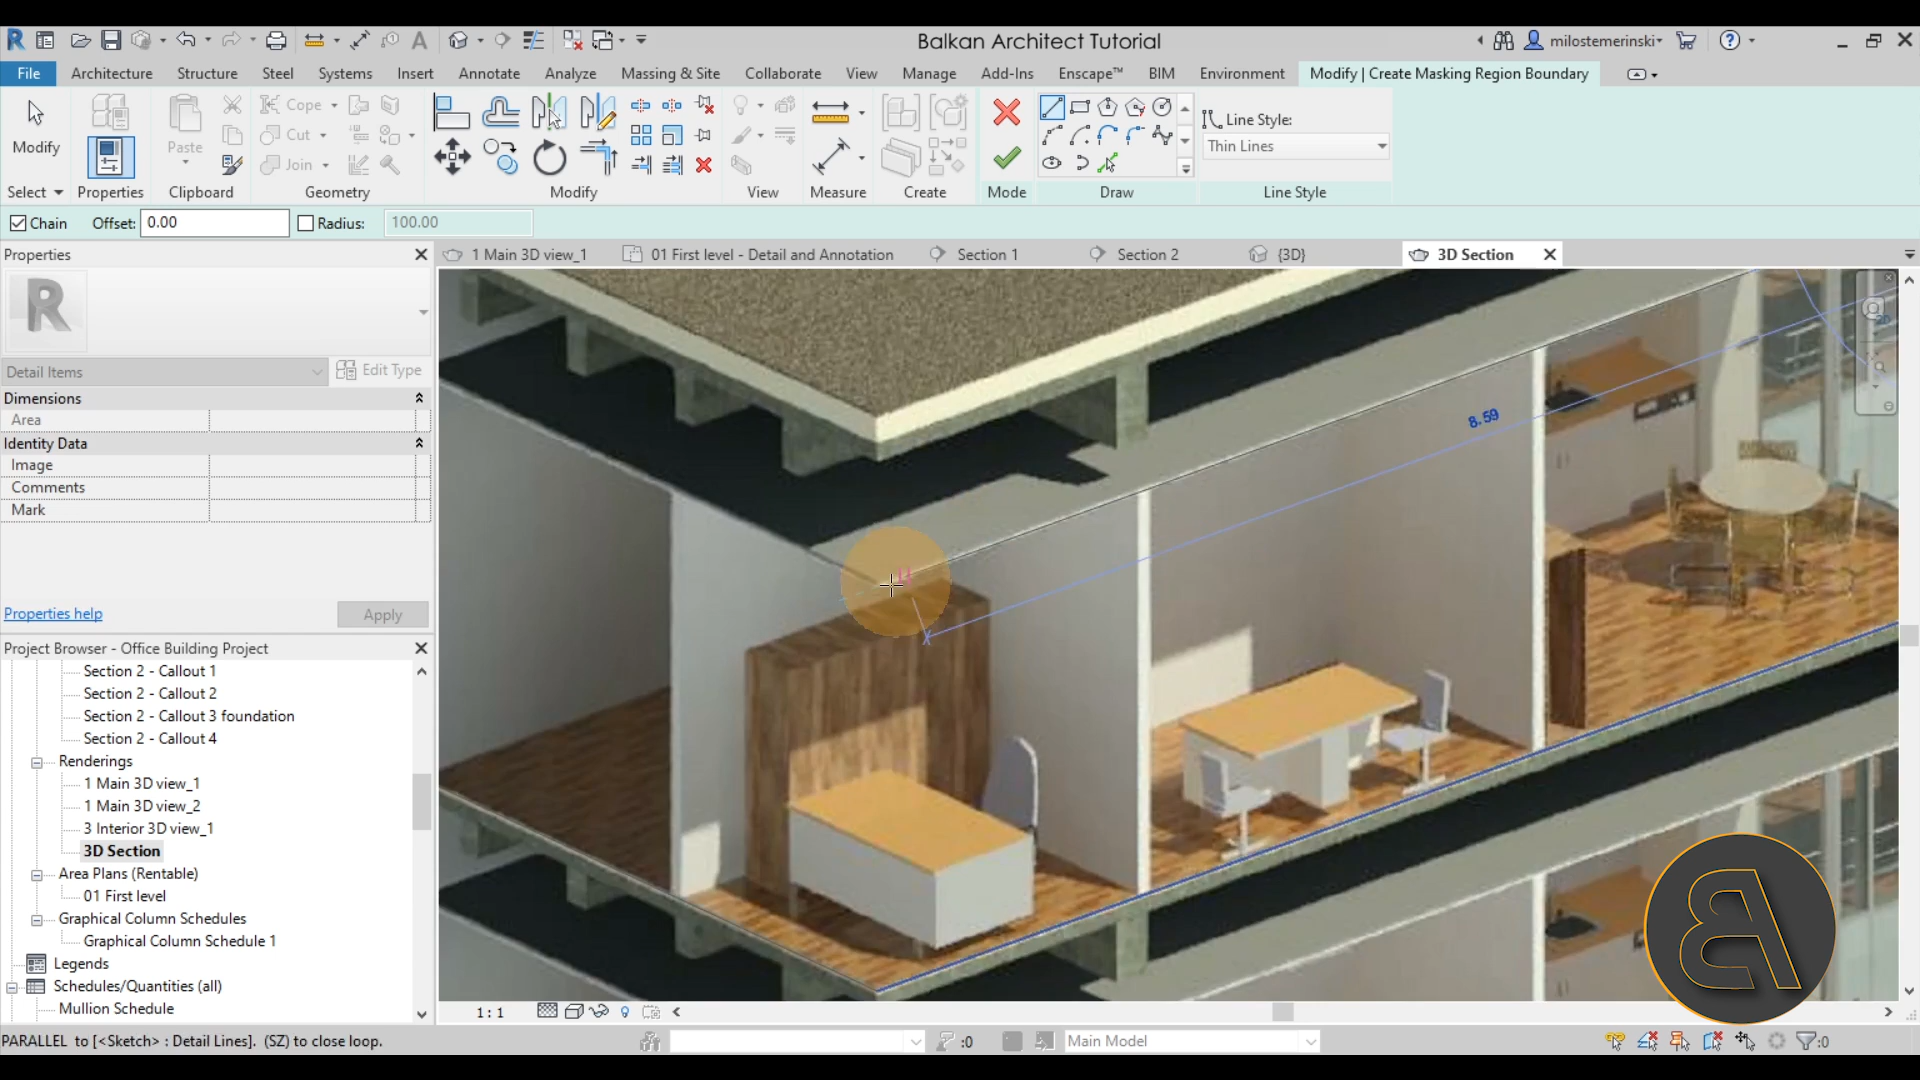 Balkan Architect Tutorial
milostemerinski
File Architecture Structure Steel Systems Insert Annotate Analyze Massing & Site Collaborate View Manage Add-Ins Enscape™ BIM Environment Modify | Create Masking Region Boundary
Modify
Paste
Cope
Cut
Join
Line Style:
Thin Lines
Select Properties Clipboard Geometry Modify View Measure Create Mode Draw Line Style
Chain Offset: 0.00 Radius: 100.00
Properties
1 Main 3D view_1 01 First level - Detail and Annotation Section 1 Section 2 {3D} 3D Section
R
Detail Items Edit Type
Dimensions
Area
Identity Data
Image
Comments
Mark
Properties help Apply
8.59
2D
Project Browser - Office Building Project
Section 2 - Callout 1
Section 2 - Callout 2
Section 2 - Callout 3 foundation
Section 2 - Callout 4
Renderings
1 Main 3D view_1
1 Main 3D view_2
3 Interior 3D view_1
3D Section
Area Plans (Rentable)
01 First level
Graphical Column Schedules
Graphical Column Schedule 1
Legends
Schedules/Quantities (all)
Mullion Schedule
1 : 1
PARALLEL to [<Sketch> : Detail Lines]. (SZ) to close loop.
:0
Main Model
:0